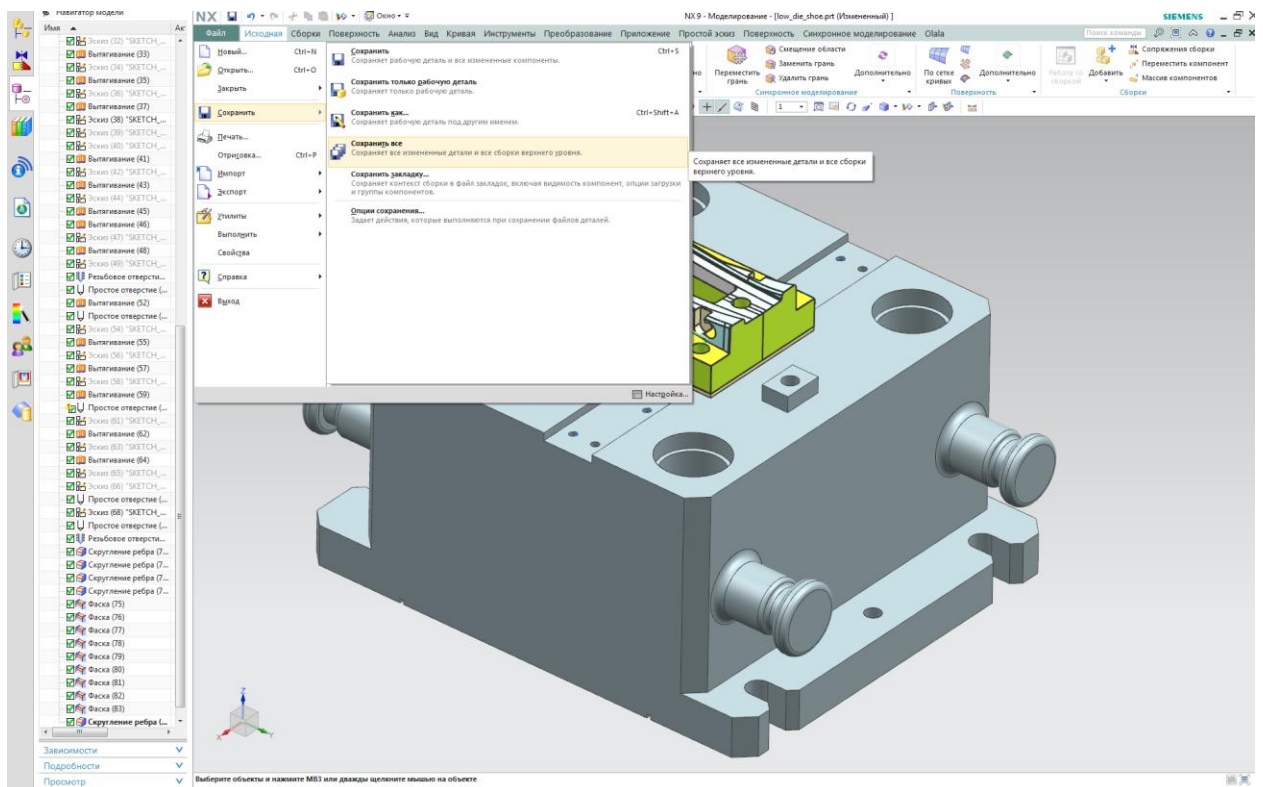 Навигатор модели
Имя
Эскиз (32) "SKETCH_...
Вытягивание (33)
Эскиз (34) "SKETCH_...
Вытягивание (35)
Эскиз (36) "SKETCH_...
Вытягивание (37)
Эскиз (38) "SKETCH_...
Эскиз (39) "SKETCH_...
Эскиз (40) "SKETCH_...
Вытягивание (41)
Эскиз (42) "SKETCH_...
Вытягивание (43)
Эскиз (44) "SKETCH_...
Вытягивание (45)
Вытягивание (46)
Эскиз (47) "SKETCH_...
Вытягивание (48)
Эскиз (49) "SKETCH_...
Резьбовое отверсти...
Простое отверстие (...
Вытягивание (52)
Простое отверстие (...
Эскиз (54) "SKETCH_...
Вытягивание (55)
Эскиз (56) "SKETCH_...
Вытягивание (57)
Эскиз (58) "SKETCH_...
Вытягивание (59)
Простое отверстие (...
Эскиз (61) "SKETCH_...
Вытягивание (62)
Эскиз (63) "SKETCH_...
Вытягивание (64)
Эскиз (65) "SKETCH_...
Эскиз (66) "SKETCH_...
Простое отверстие (...
Эскиз (68) "SKETCH_...
Простое отверстие (...
Резьбовое отверсти...
Скругление ребра (7...
Скругление ребра (7...
Скругление ребра (7...
Скругление ребра (7...
Фаска (75)
Фаска (76)
Фаска (77)
Фаска (78)
Фаска (79)
Фаска (80)
Фаска (81)
Фаска (82)
Фаска (83)
Скругление ребра (...
Зависимости
Подробности
Просмотр
NX Окно
NX 9 - Моделирование - [low_die_shoe.prt (Измененный) ]
SIEMENS
Файл Исходная Сборки Поверхность Анализ Вид Кривая Инструменты Преобразование Приложение Простой эскиз Поверхность Синхронное моделирование Olala
Поиск команды
Новый... Ctrl+N
Открыть... Ctrl+O
Закрыть
Сохранить
Печать...
Отрисовка... Ctrl+P
Импорт
Экспорт
Утилиты
Выполнить
Свойства
Справка
Выход
Сохранить Ctrl+S
Сохраняет рабочую деталь и все измененные компоненты.
Сохранить только рабочую деталь
Сохраняет только рабочую деталь.
Сохранить как... Ctrl+Shift+A
Сохраняет рабочую деталь под другим именем.
Сохранить все
Сохраняет все измененные детали и все сборки верхнего уровня.
Сохранить закладку...
Сохраняет контекст сборки в файл закладок, включая видимость компонент, опции загрузки
и группы компонентов.
Опции сохранения...
Задает действия, которые выполняются при сохранении файлов деталей.
Настройка...
Переместить
грань
Смещение области
Заменить грань
Удалить грань
Дополнительно
Синхронное моделирование
По сетке
кривых
Дополнительно
Поверхность
Работа со
сборкой
Добавить
Сопряжения сборки
Переместить компонент
Массив компонентов
Сборки
1
Сохраняет все измененные детали и все сборки
верхнего уровня.
Z
X
Y
Выберите объекты и нажмите MB3 или дважды щелкните мышью на объекте